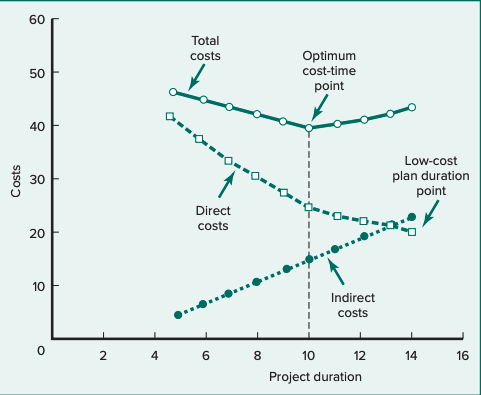 60
50
40
30
20
10
0
Costs
Total
costs
Optimum
cost-time
point
Low-cost
plan duration
point
Direct
costs
Indirect
costs
2 4 6 8 10 12 14 16
Project duration